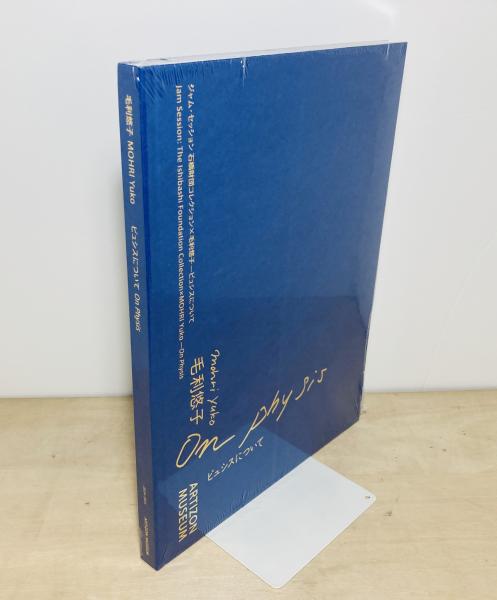 毛利悠子 MOHRI Yuko ピュシスについて On Physis
ARTIZON MUSEUM
ジャム・セッション 石橋財団コレクション×毛利悠子―ピュシスについて
Jam Session: The Ishibashi Foundation Collection×MOHRI Yuko―On Physis
Mohri Yuko
毛利悠子
On physis
ピュシスについて
ARTIZON
MUSEUM